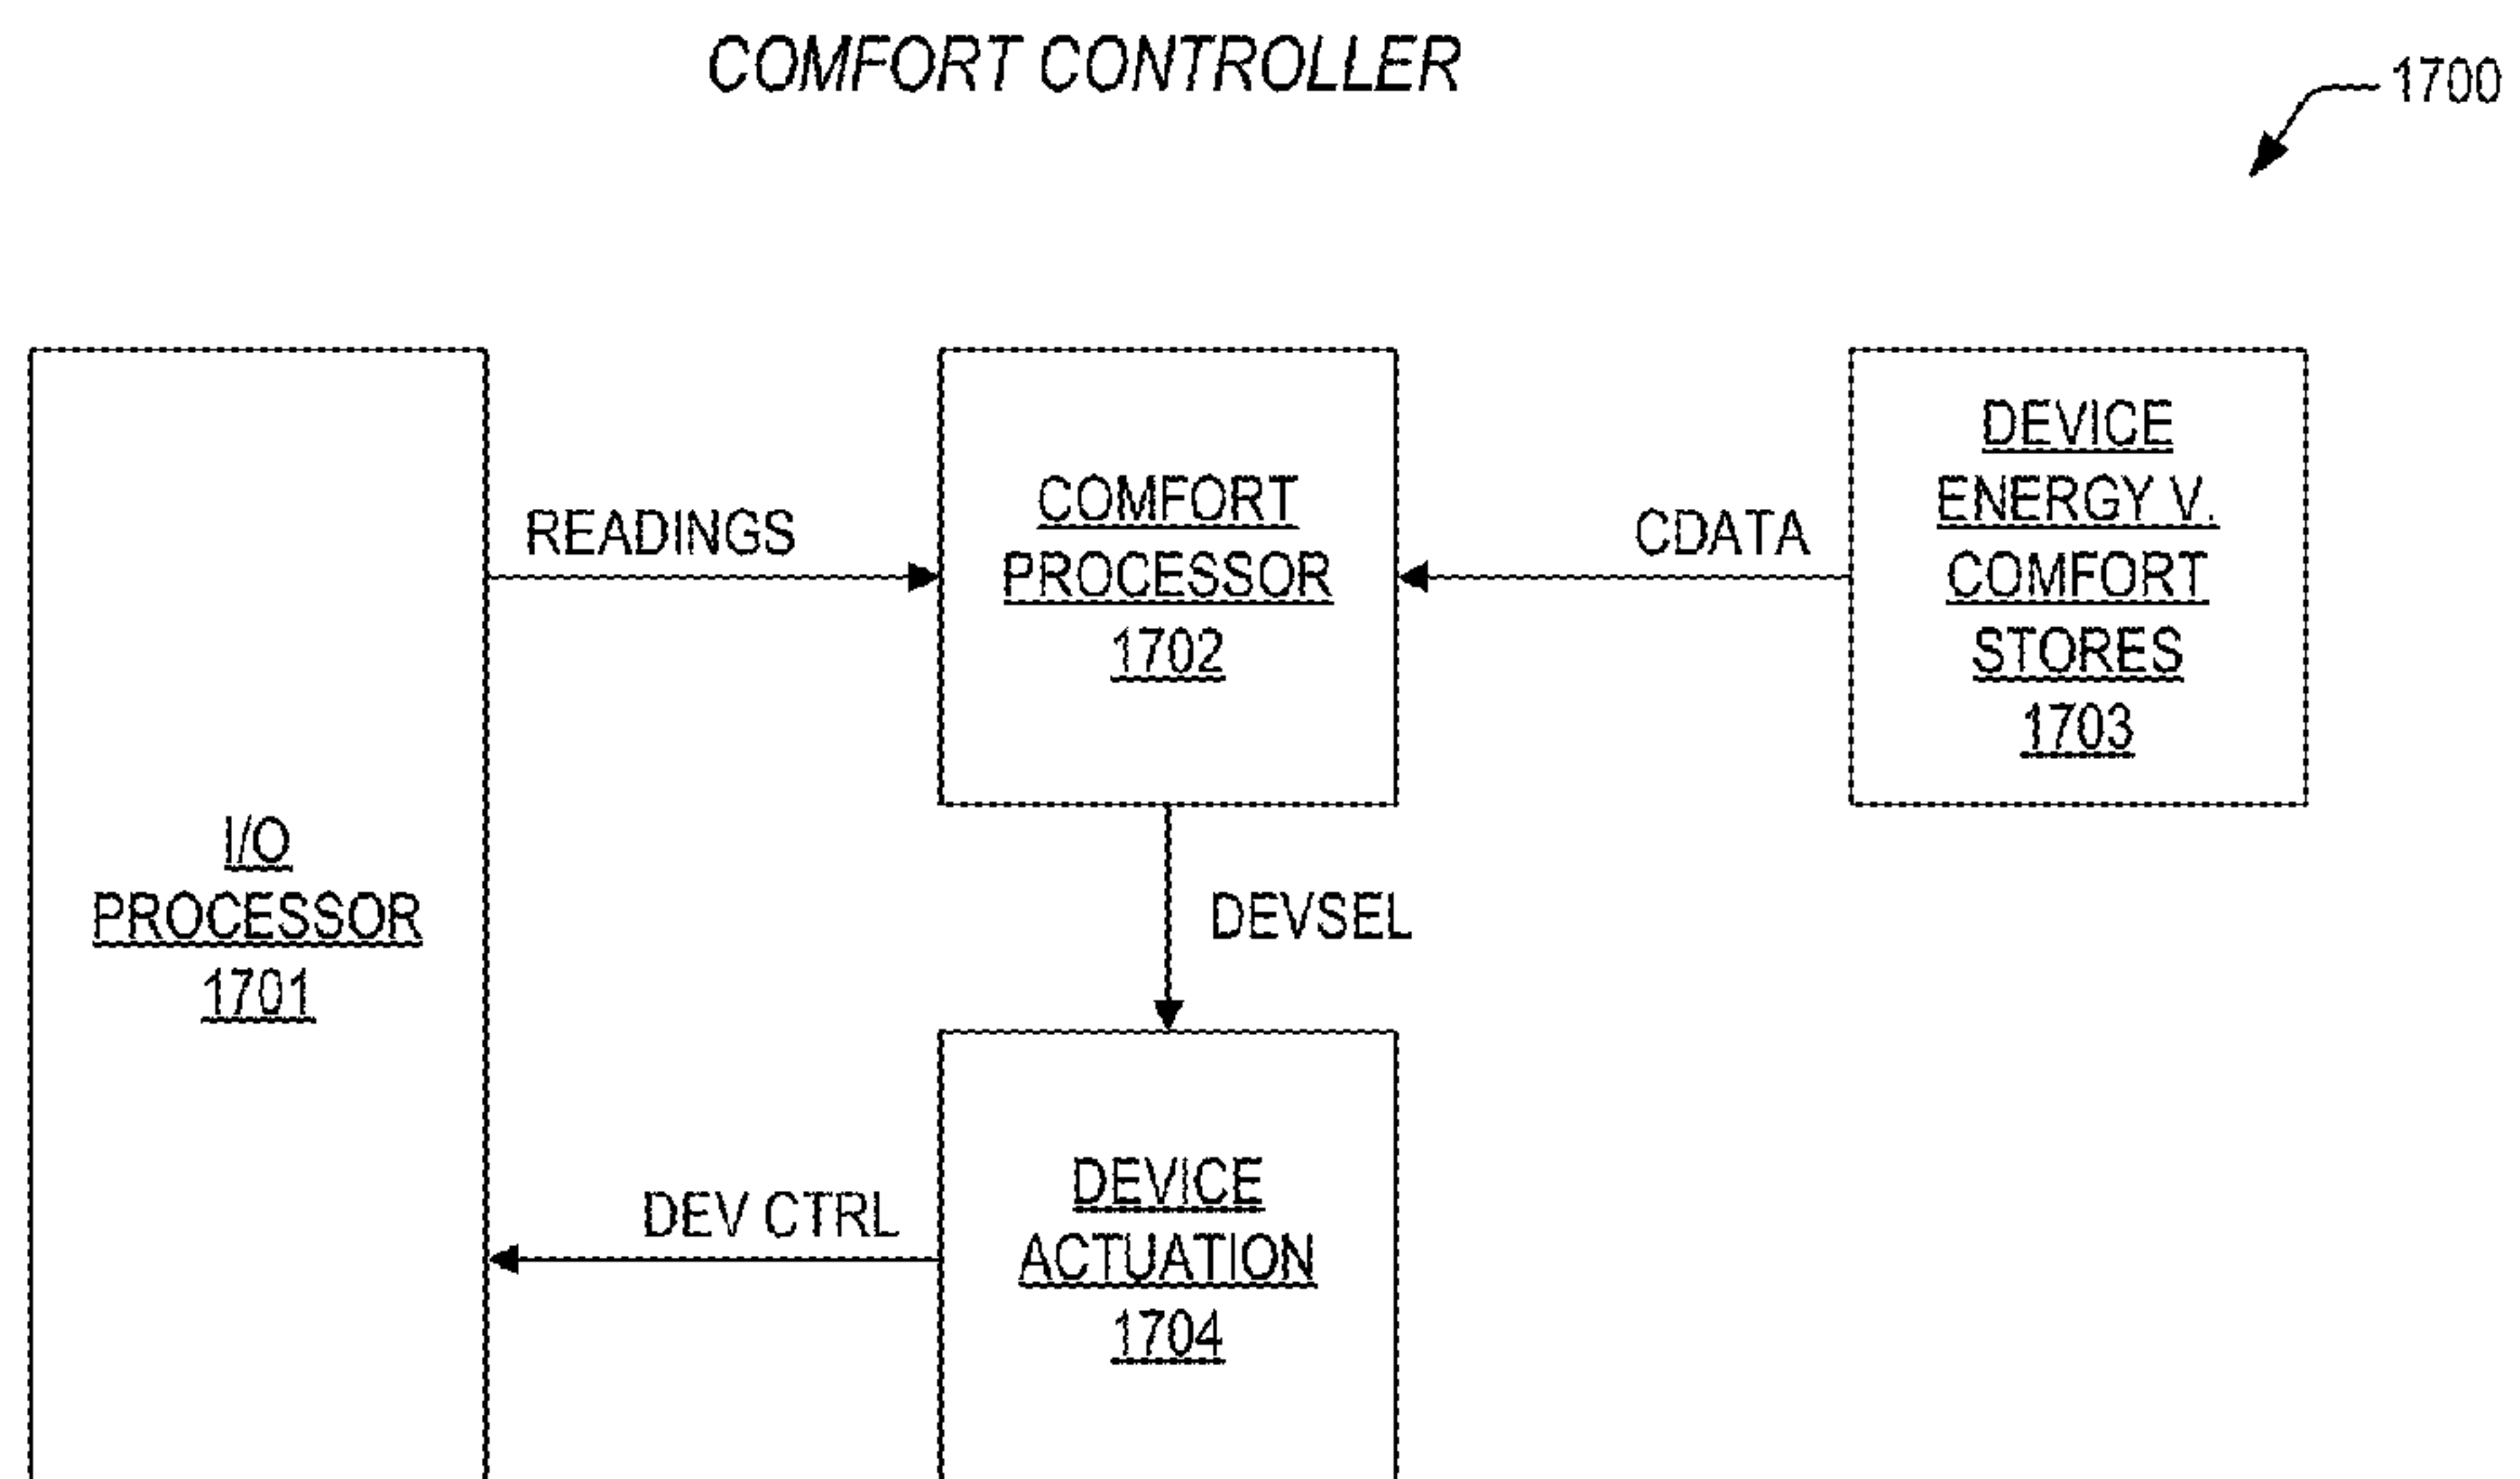 COMFORT CONTROLLER
1700
I/O
PROCESSOR
1701
READINGS
COMFORT
PROCESSOR
1702
CDATA
DEVICE
ENERGY V.
COMFORT
STORES
1703
DEVSEL
DEV CTRL
DEVICE
ACTUATION
1704